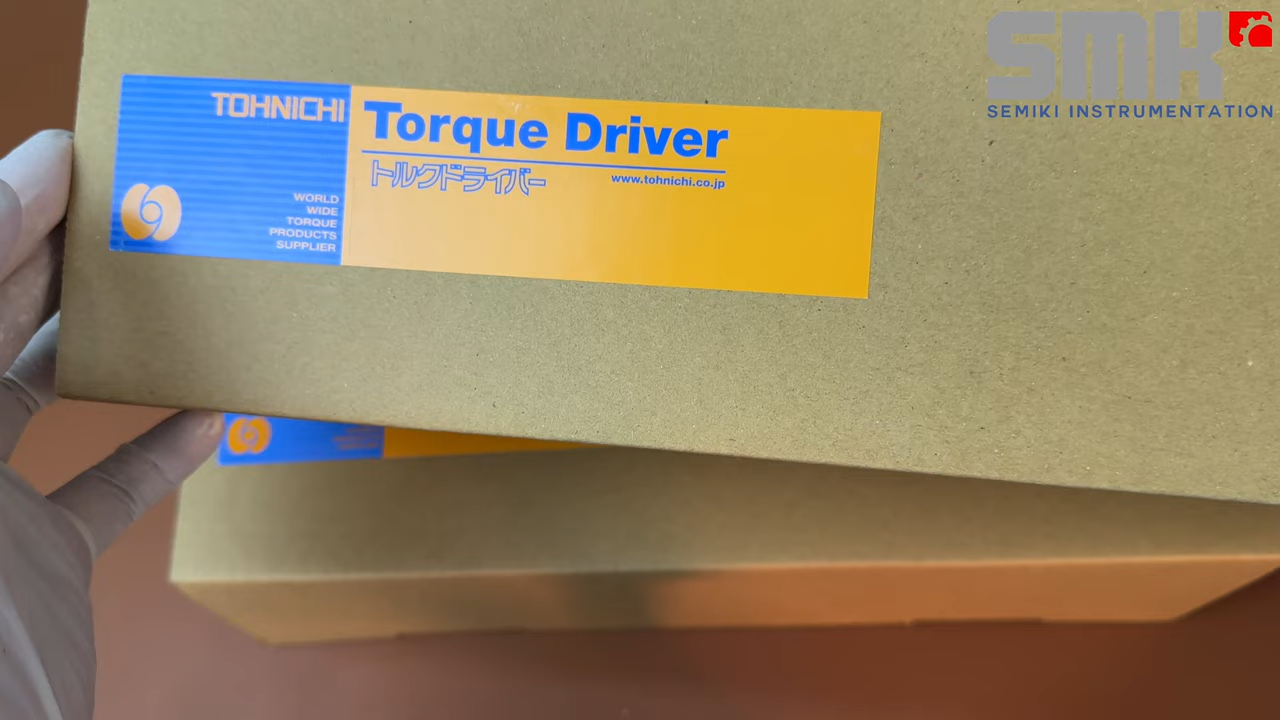 SMK
SEMIKI INSTRUMENTATION
TOHNICHI
WORLD
WIDE
TORQUE
PRODUCTS
SUPPLIER
Torque Driver
トルクドライバー
www.tohnichi.co.jp